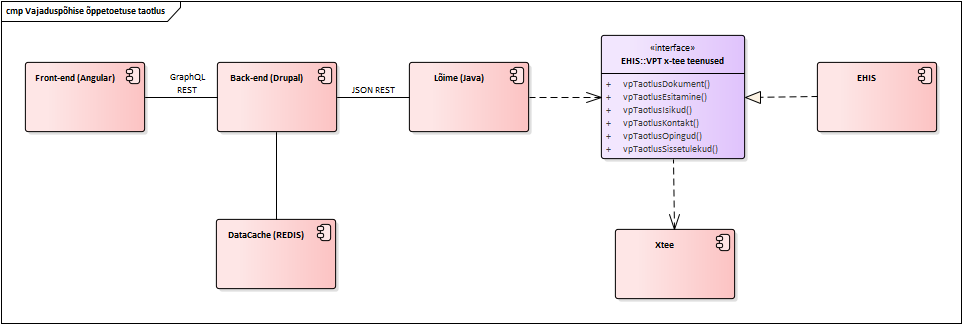 cmp Vajaduspõhise õppetoetuse taotlus
Front-end (Angular)
GraphQL
REST
Back-end (Drupal)
JSON REST
Lõime (Java)
«interface»
EHIS::VPT x-tee teenused
+ vpTaotlusDokument()
+ vpTaotlusEsitamine()
+ vpTaotlusIsikud()
+ vpTaotlusKontakt()
+ vpTaotlusOpingud()
+ vpTaotlusSissetulekud()
EHIS
DataCache (REDIS)
Xtee